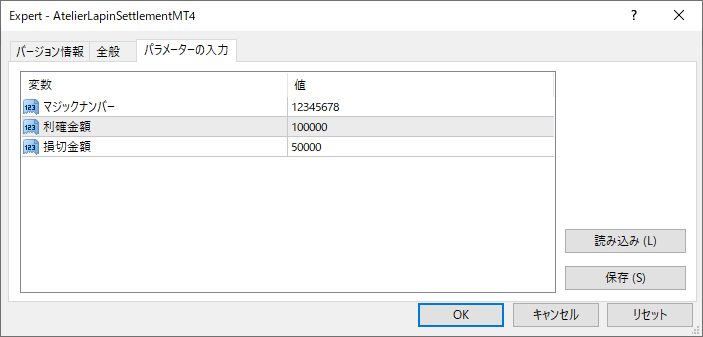 Expert - AtelierLapinSettlementMT4
? ×
バージョン情報 全般 パラメーターの入力
変数 値
123 マジックナンバー 12345678
123 利確金額 100000
123 損切金額 50000
読み込み (L)
保存 (S)
OK キャンセル リセット